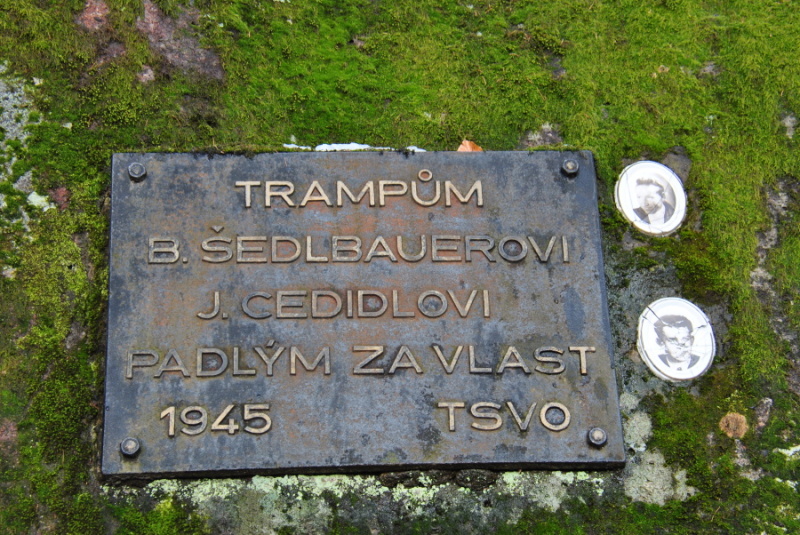 TRAMPŮM
B. ŠEDLBAUEROVI
J. CEDIDLOVI
PADLÝM ZA VLAST
1945 TSVO